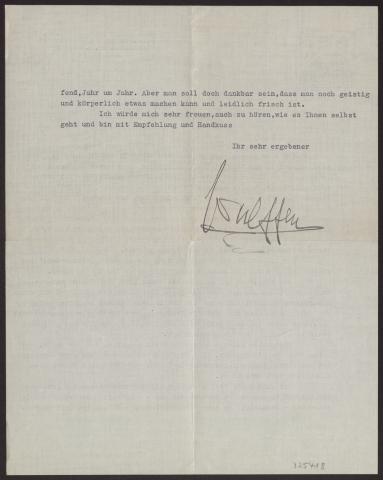 fend,Jahr um Jahr. Aber man soll doch dankbar sein,dass man noch geistig
und körperlich etwas machen kann und leidlich frisch ist.
Ich würde mich sehr freuen,auch zu hören,wie es Ihnen selbst
geht und bin mit Empfehlung und Handkuss
Ihr sehr ergebener